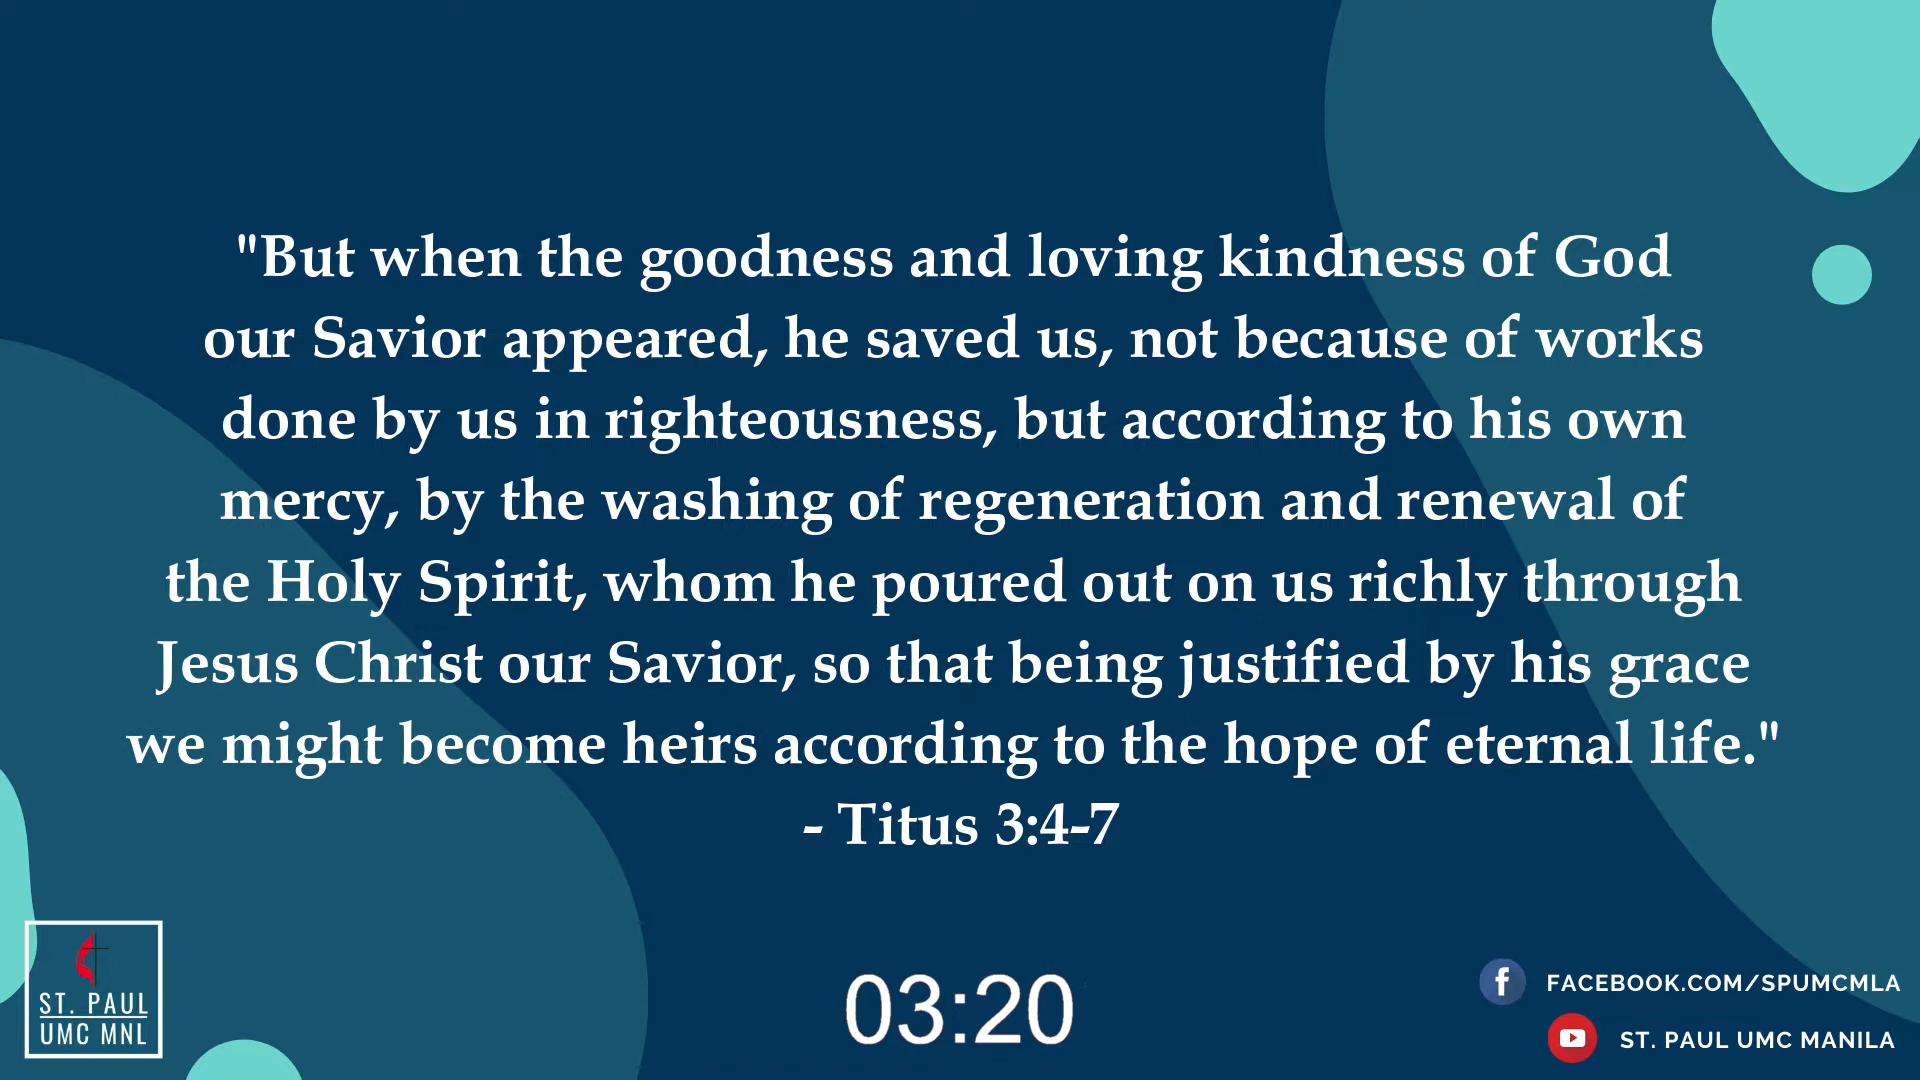 "But when the goodness and loving kindness of God
our Savior appeared, he saved us, not because of works
done by us in righteousness, but according to his own
mercy, by the washing of regeneration and renewal of
the Holy Spirit, whom he poured out on us richly through
Jesus Christ our Savior, so that being justified by his grace
we might become heirs according to the hope of eternal life."
- Titus 3:4-7
ST. PAUL
UMC MNL
03:20
FACEBOOK.COM/SPUMCMLA
ST. PAUL UMC MANILA